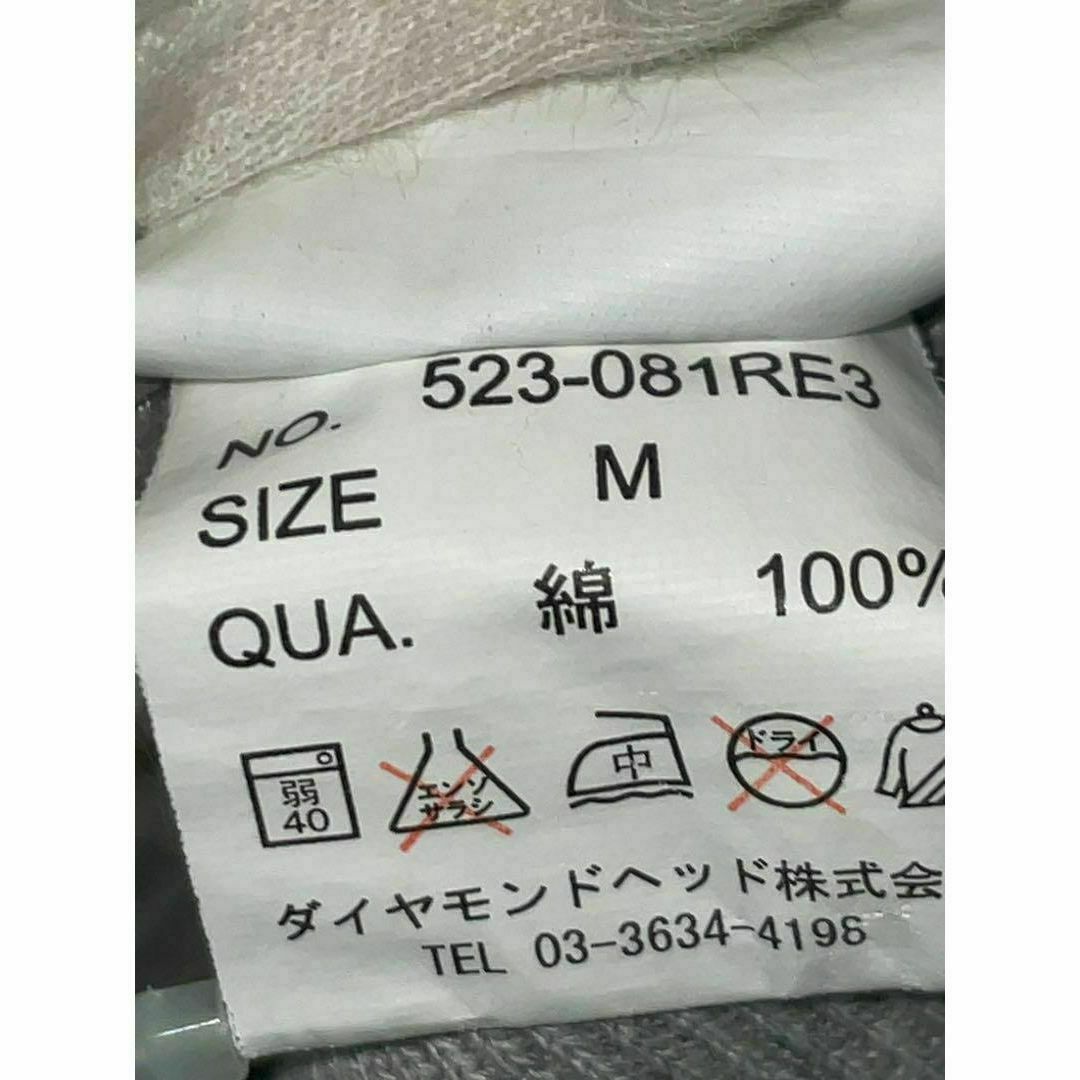 NO. 523-081RE3
SIZE M
QUA. 綿 100%
弱 40
エンソ サラシ
中
ドライ
ダイヤモンドヘッド株式会
TEL 03-3634-4198